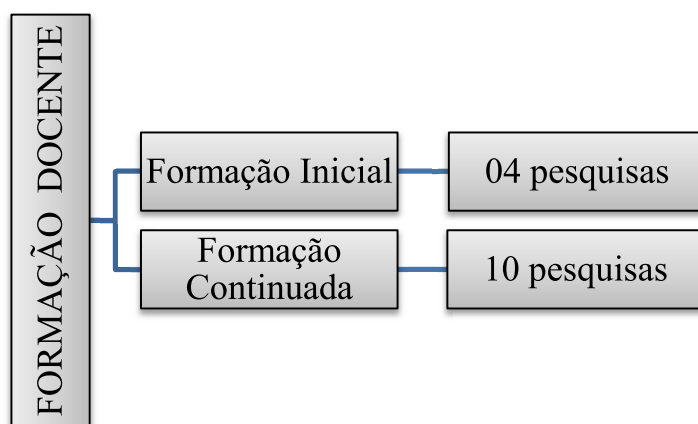 FORMAÇÃO DOCENTE
Formação Inicial
04 pesquisas
Formação
Continuada
10 pesquisas